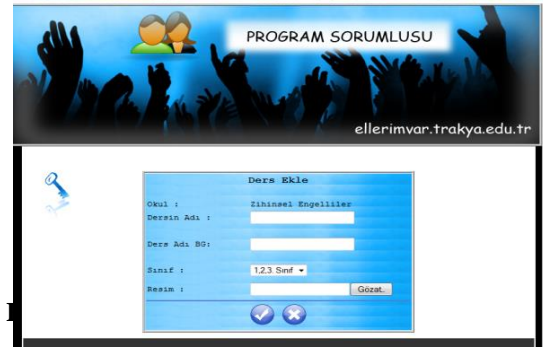 PROGRAM SORUMLUSU
ellerimvar.trakya.edu.tr
Ders Ekle
Okul : Zihinsel Engelliler
Dersin Adı :
Ders Adı BG:
Sınıf : 1,2,3. Sınıf
Resim : Gözat..